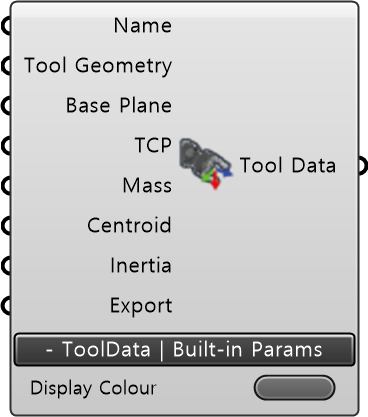 Name
Tool Geometry
Base Plane
TCP
Mass
Centroid
Inertia
Export
Tool Data
- ToolData | Built-in Params
Display Colour